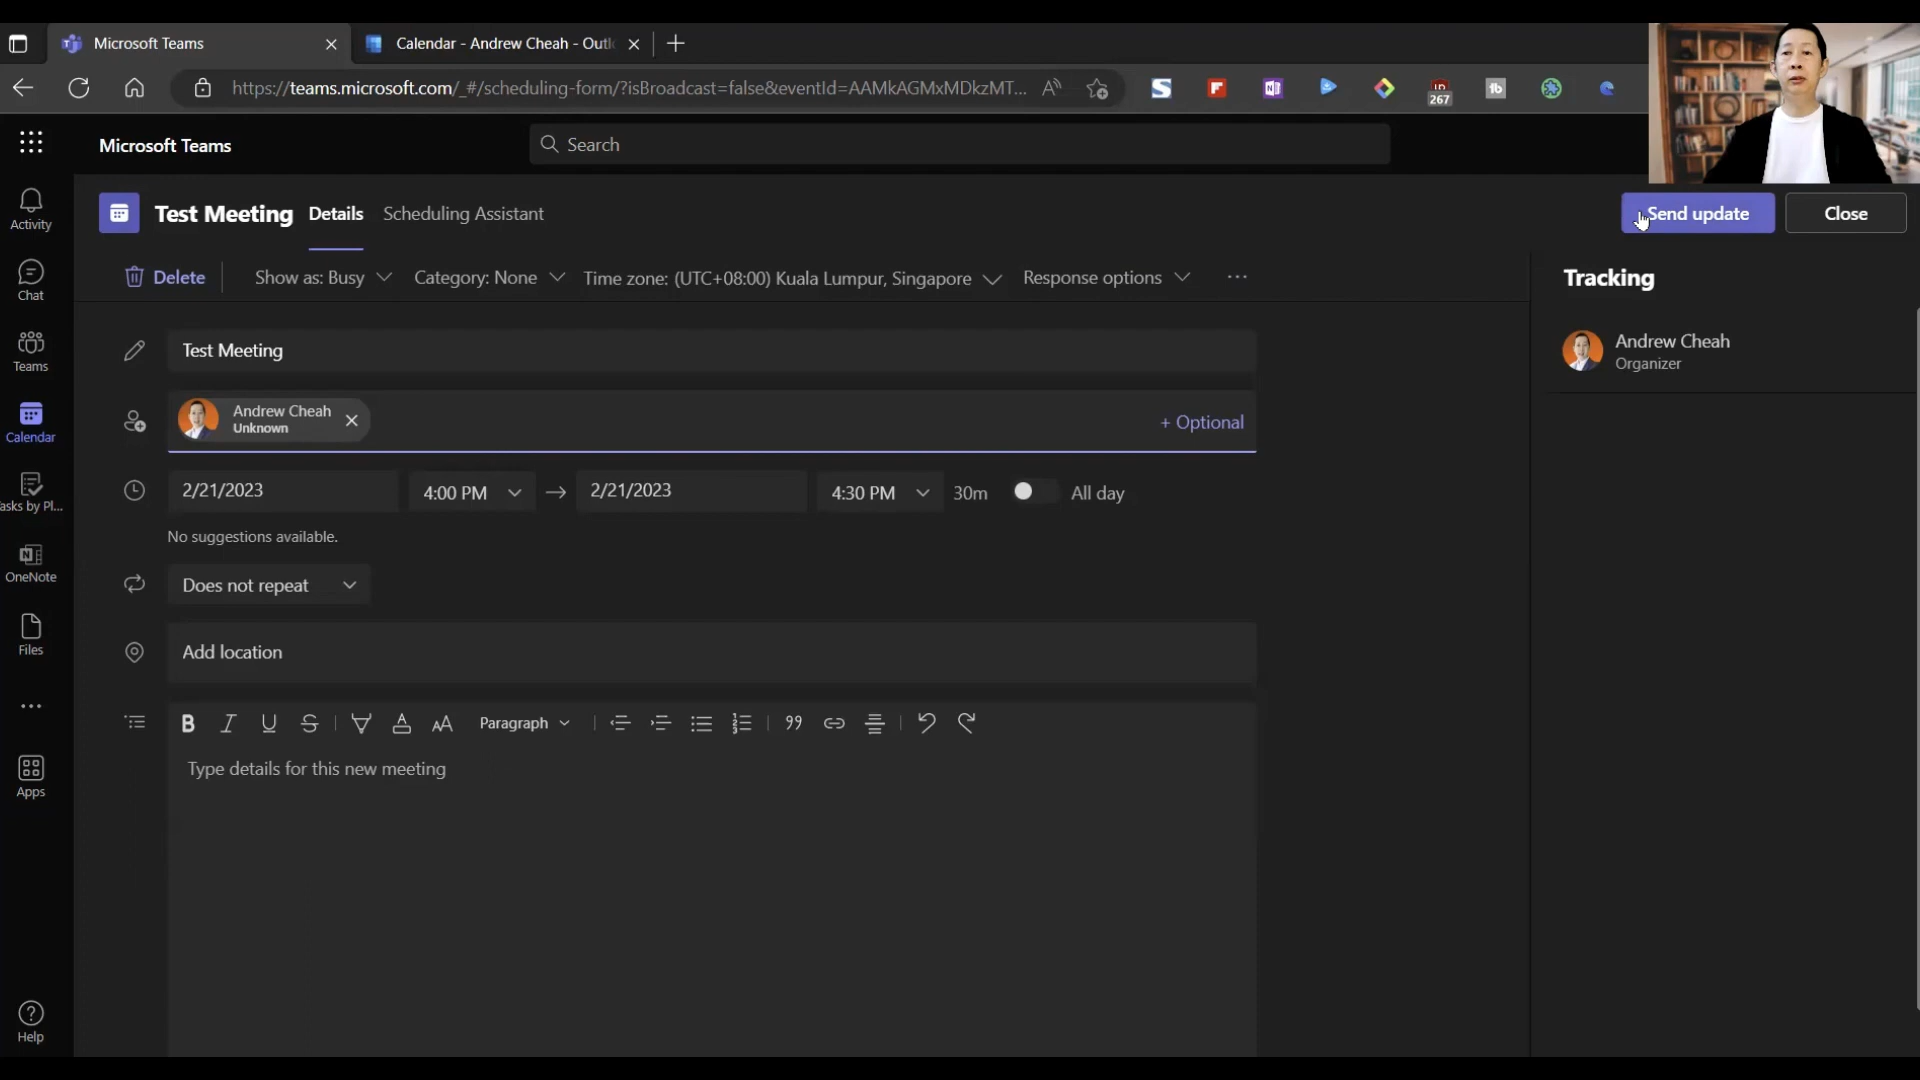 Microsoft Teams
Calendar - Andrew Cheah - Outl
https://teams.microsoft.com/_#/scheduling-form/?isBroadcast=false&eventId=AAMkAGMxMDkzMT...
267
Microsoft Teams
Search
Activity
Chat
Teams
Calendar
asks by Pl...
OneNote
Files
Apps
Help
Test Meeting
Details
Scheduling Assistant
Send update
Close
Delete
Show as: Busy
Category: None
Time zone: (UTC+08:00) Kuala Lumpur, Singapore
Response options
Tracking
Andrew Cheah
Organizer
Test Meeting
Andrew Cheah
Unknown
+ Optional
2/21/2023
4:00 PM
2/21/2023
4:30 PM
30m
All day
No suggestions available.
Does not repeat
Add location
Paragraph
Type details for this new meeting